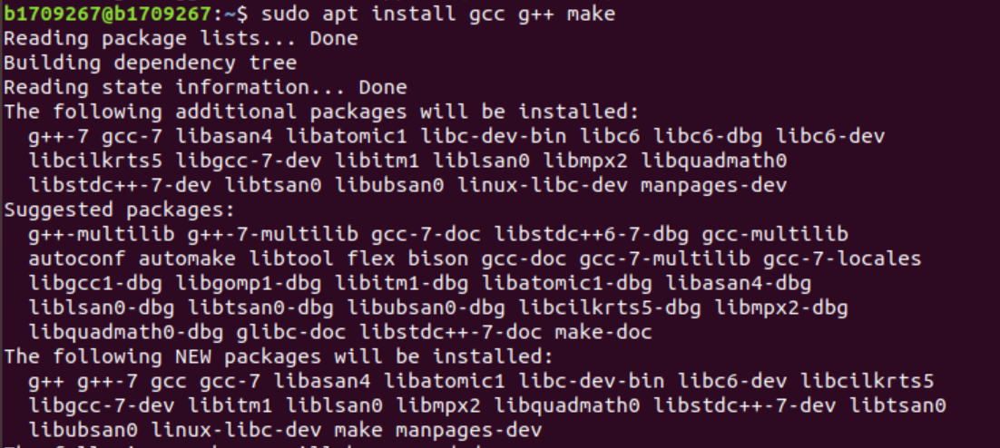 b1709267@b1709267:~$ sudo apt install gcc g++ make
Reading package lists... Done
Building dependency tree
Reading state information... Done
The following additional packages will be installed:
  g++-7 gcc-7 libasan4 libatomic1 libc-dev-bin libc6 libc6-dbg libc6-dev
  libcilkrts5 libgcc-7-dev libitm1 liblsan0 libmpx2 libquadmath0
  libstdc++-7-dev libtsan0 libubsan0 linux-libc-dev manpages-dev
Suggested packages:
  g++-multilib g++-7-multilib gcc-7-doc libstdc++6-7-dbg gcc-multilib
  autoconf automake libtool flex bison gcc-doc gcc-7-multilib gcc-7-locales
  libgcc1-dbg libgomp1-dbg libitm1-dbg libatomic1-dbg libasan4-dbg
  liblsan0-dbg libtsan0-dbg libubsan0-dbg libcilkrts5-dbg libmpx2-dbg
  libquadmath0-dbg glibc-doc libstdc++-7-doc make-doc
The following NEW packages will be installed:
  g++ g++-7 gcc gcc-7 libasan4 libatomic1 libc-dev-bin libc6-dev libcilkrts5
  libgcc-7-dev libitm1 liblsan0 libmpx2 libquadmath0 libstdc++-7-dev libtsan0
  libubsan0 linux-libc-dev make manpages-dev